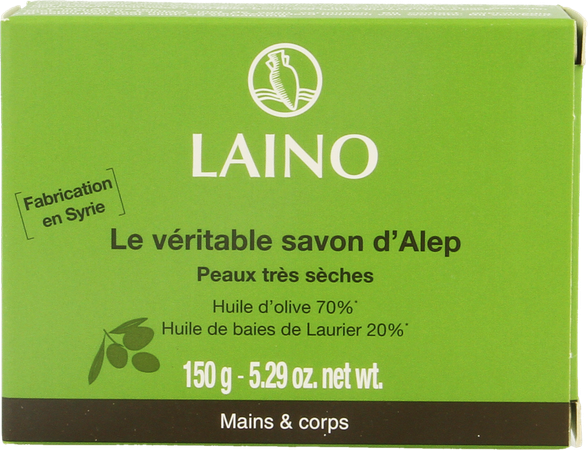 LAINO
Fabrication
en Syrie
Le véritable savon d'Alep
Peaux très sèches
Huile d'olive 70%*
Huile de baies de Laurier 20%*
150 g - 5.29 oz. net wt.
Mains & corps